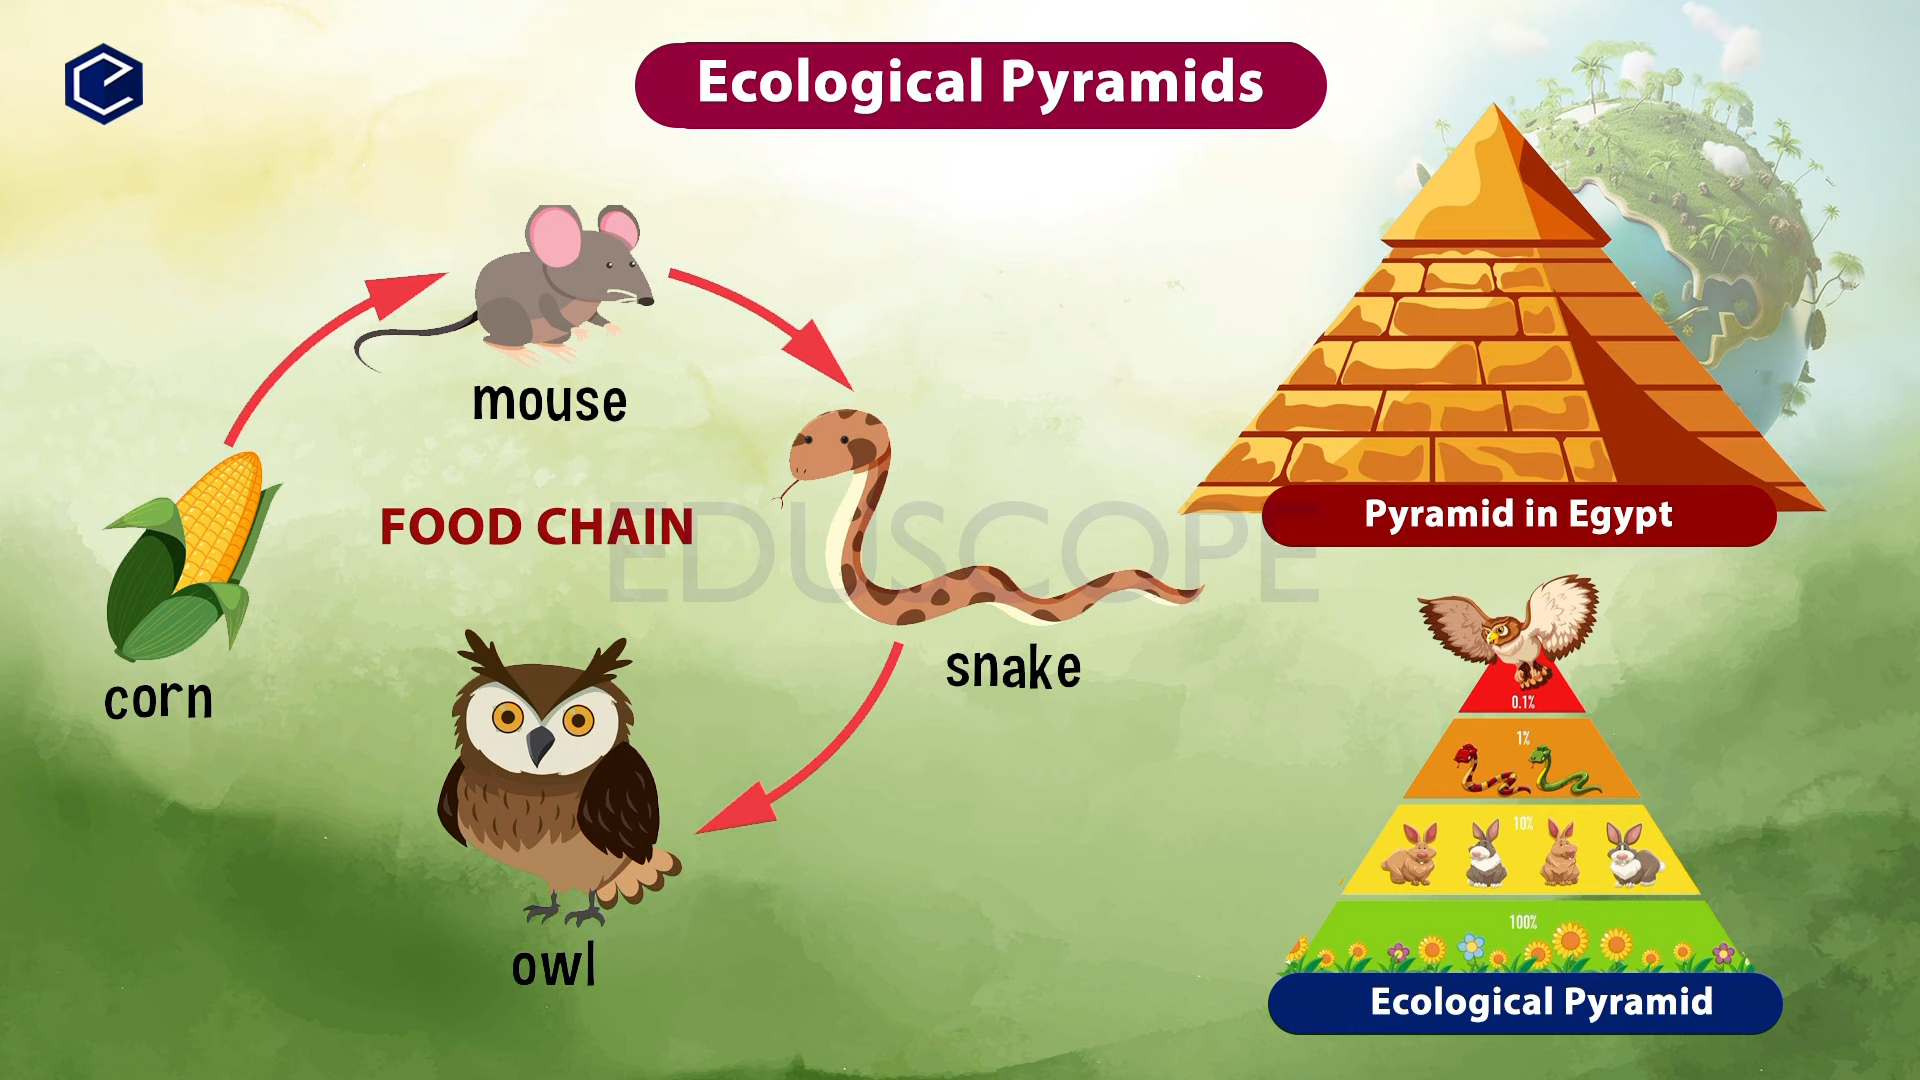 Ecological Pyramids
mouse
FOOD CHAIN
EDUSCOPE
corn
snake
owl
Pyramid in Egypt
0.1%
1%
10%
100%
Ecological Pyramid